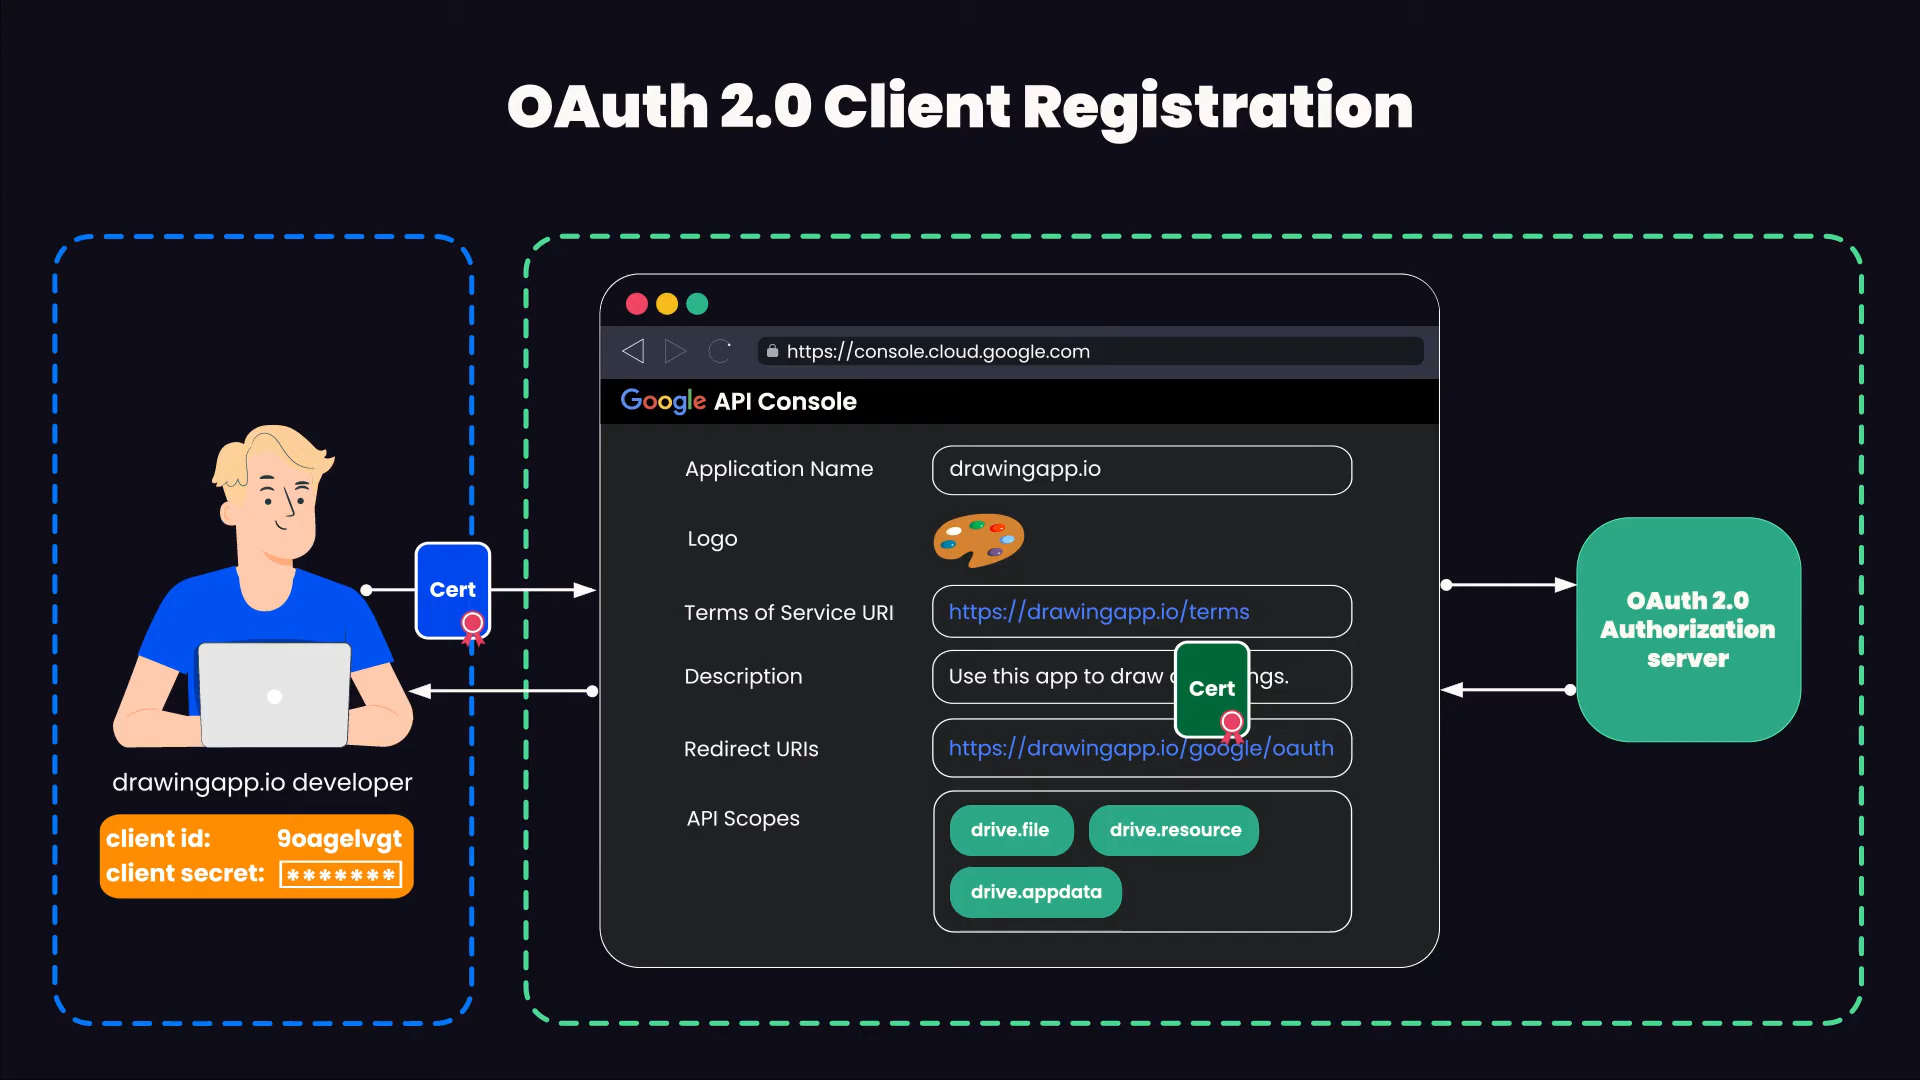 OAuth 2.0 Client Registration
https://console.cloud.google.com
Google API Console
Application Name
drawingapp.io
Logo
Terms of Service URI
https://drawingapp.io/terms
Description
Use this app to draw
Cert
Redirect URIs
https://drawingapp.io/google/oauth
API Scopes
drive.file
drive.resource
drive.appdata
Cert
drawingapp.io developer
client id: 9oagelvgt
client secret: *******
OAuth 2.0
Authorization
server